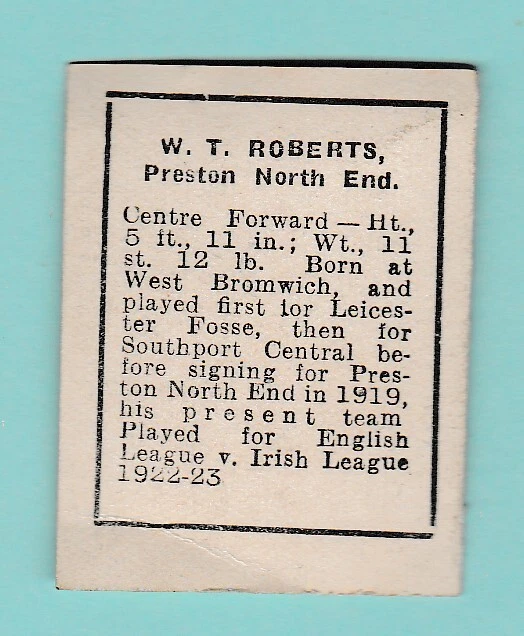 W. T. ROBERTS,
Preston North End.
Centre Forward — Ht.,
5 ft., 11 in.; Wt., 11
st. 12 lb. Born at
West Bromwich, and
played first for Leices-
ter Fosse, then for
Southport Central be-
fore signing for Pres-
ton North End in 1919,
his present team
Played for English
League v. Irish League
1922-23